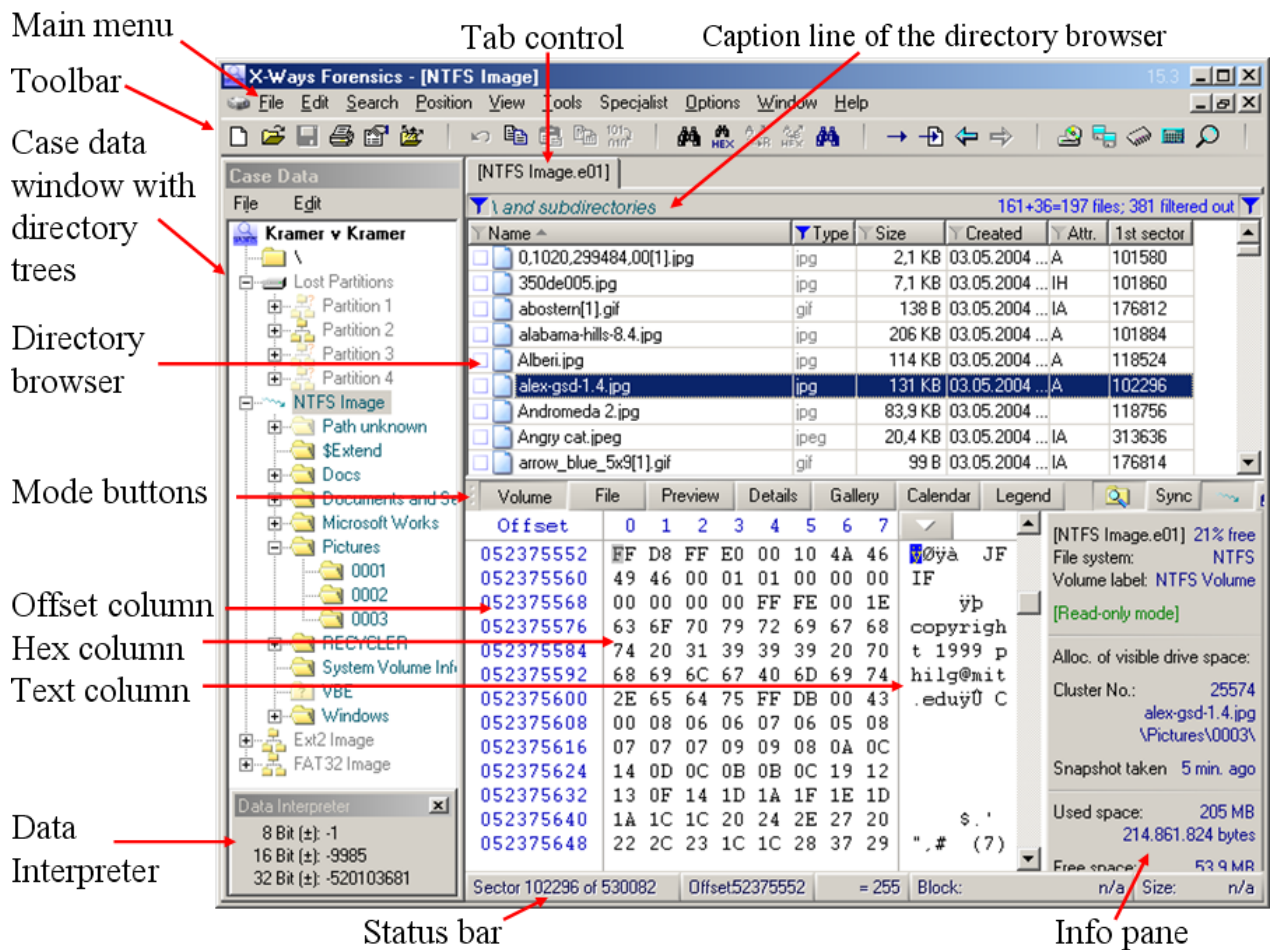 Main menu
Tab control
Caption line of the directory browser
Toolbar
Case data
window with
directory
trees
Directory
browser
Mode buttons
Offset column
Hex column
Text column
Data
Interpreter
Status bar
Info pane
X-Ways Forensics - [NTFS Image]
15.3
File Edit Search Position View Tools Specialist Options Window Help
Case Data
File Edit
Kramer v Kramer
\
Lost Partitions
Partition 1
Partition 2
Partition 3
Partition 4
NTFS Image
Path unknown
$Extend
Docs
Documents and Se
Microsoft Works
Pictures
0001
0002
0003
RECYCLER
System Volume Info
VBE
Windows
Ext2 Image
FAT32 Image
Data Interpreter
8 Bit (±): -1
16 Bit (±): -9985
32 Bit (±): -520103681
[NTFS Image.e01]
\ and subdirectories 161+36=197 files; 381 filtered out
Name Type Size Created Attr. 1st sector
0,1020,299484,00[1].jpg jpg 2,1 KB 03.05.2004 ... A 101580
350de005.jpg jpg 7,1 KB 03.05.2004 ... IH 101860
abostern[1].gif gif 138 B 03.05.2004 ... IA 176812
alabama-hills-8.4.jpg jpg 206 KB 03.05.2004 ... A 101884
Alberi.jpg jpg 114 KB 03.05.2004 ... A 118524
alex-gsd-1.4.jpg jpg 131 KB 03.05.2004 ... A 102296
Andromeda 2.jpg jpg 83,9 KB 03.05.2004 ... 118756
Angry cat.jpeg jpeg 20,4 KB 03.05.2004 ... IA 313636
arrow_blue_5x9[1].gif gif 99 B 03.05.2004 ... IA 176814
Volume File Preview Details Gallery Calendar Legend Sync
Offset 0 1 2 3 4 5 6 7
052375552 FF D8 FF E0 00 10 4A 46 ÿØÿà JF
052375560 49 46 00 01 01 00 00 00 IF
052375568 00 00 00 00 FF FE 00 1E ÿþ
052375576 63 6F 70 79 72 69 67 68 copyrigh
052375584 74 20 31 39 39 39 20 70 t 1999 p
052375592 68 69 6C 67 40 6D 69 74 hilg@mit
052375600 2E 65 64 75 FF DB 00 43 .eduÿÛ C
052375608 00 08 06 06 07 06 05 08
052375616 07 07 07 09 09 08 0A 0C
052375624 14 0D 0C 0B 0B 0C 19 12
052375632 13 0F 14 1D 1A 1F 1E 1D
052375640 1A 1C 1C 20 24 2E 27 20 $.'
052375648 22 2C 23 1C 1C 28 37 29 ",# (7)
[NTFS Image.e01] 21% free
File system: NTFS
Volume label: NTFS Volume
[Read-only mode]
Alloc. of visible drive space:
Cluster No.: 25574
alex-gsd-1.4.jpg
\Pictures\0003\
Snapshot taken 5 min. ago
Used space: 205 MB
214.861.824 bytes
Free space: 53,9 MB
Sector 102296 of 530082 Offset52375552 = 255 Block: n/a Size: n/a